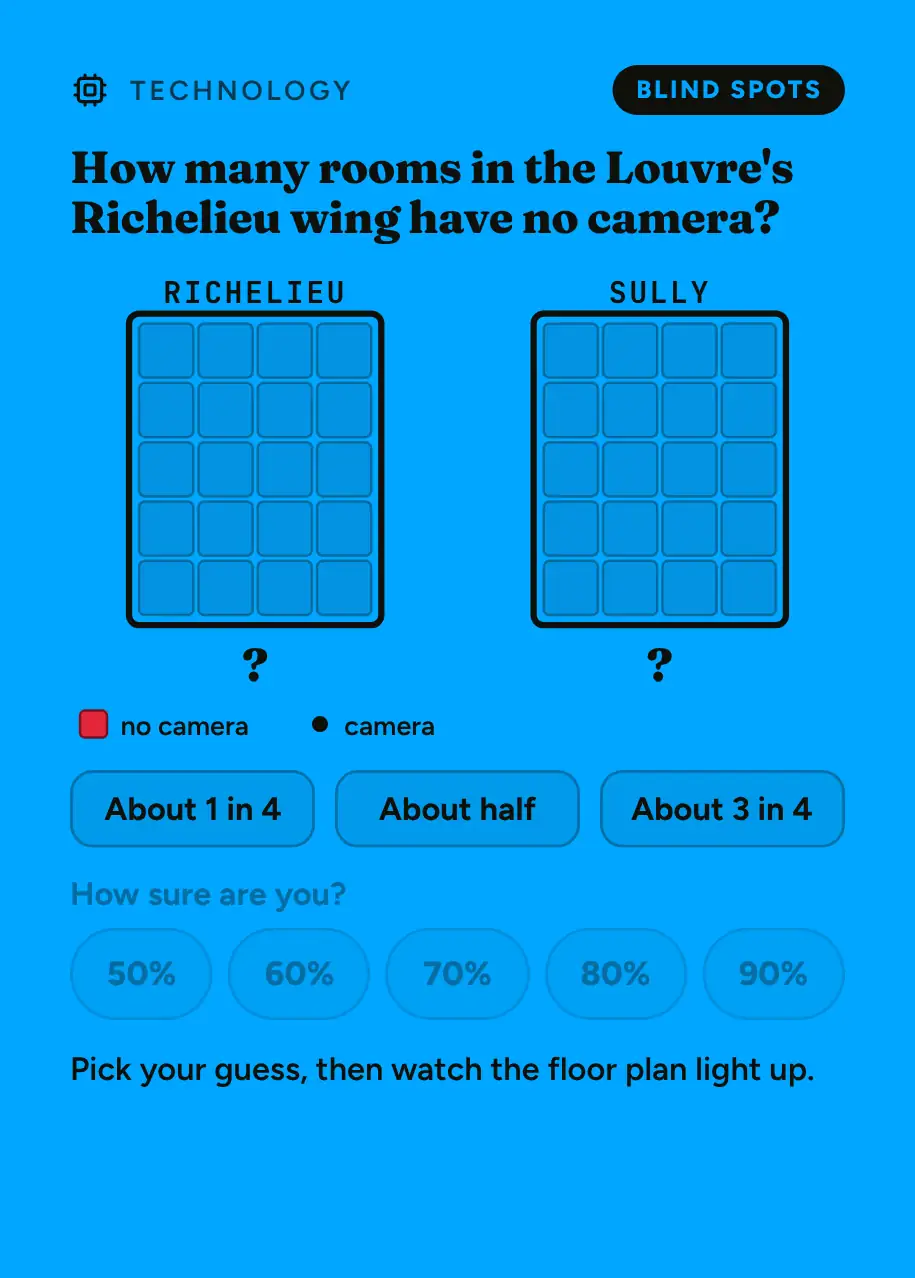 TECHNOLOGY
BLIND SPOTS
How many rooms in the Louvre's
Richelieu wing have no camera?
RICHELIEU
SULLY
?
?
no camera
camera
About 1 in 4
About half
About 3 in 4
How sure are you?
50%
60%
70%
80%
90%
Pick your guess, then watch the floor plan light up.